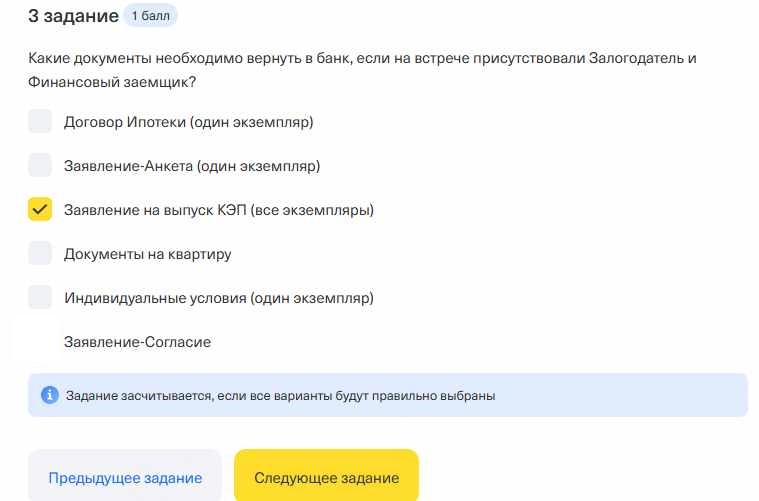 3 задание 1 балл
Какие документы необходимо вернуть в банк, если на встрече присутствовали Залогодатель и
Финансовый заемщик?
Договор Ипотеки (один экземпляр)
Заявление-Анкета (один экземпляр)
Заявление на выпуск КЭП (все экземпляры)
Документы на квартиру
Индивидуальные условия (один экземпляр)
Заявление-Согласие
Задание засчитывается, если все варианты будут правильно выбраны
Предыдущее задание Следующее задание